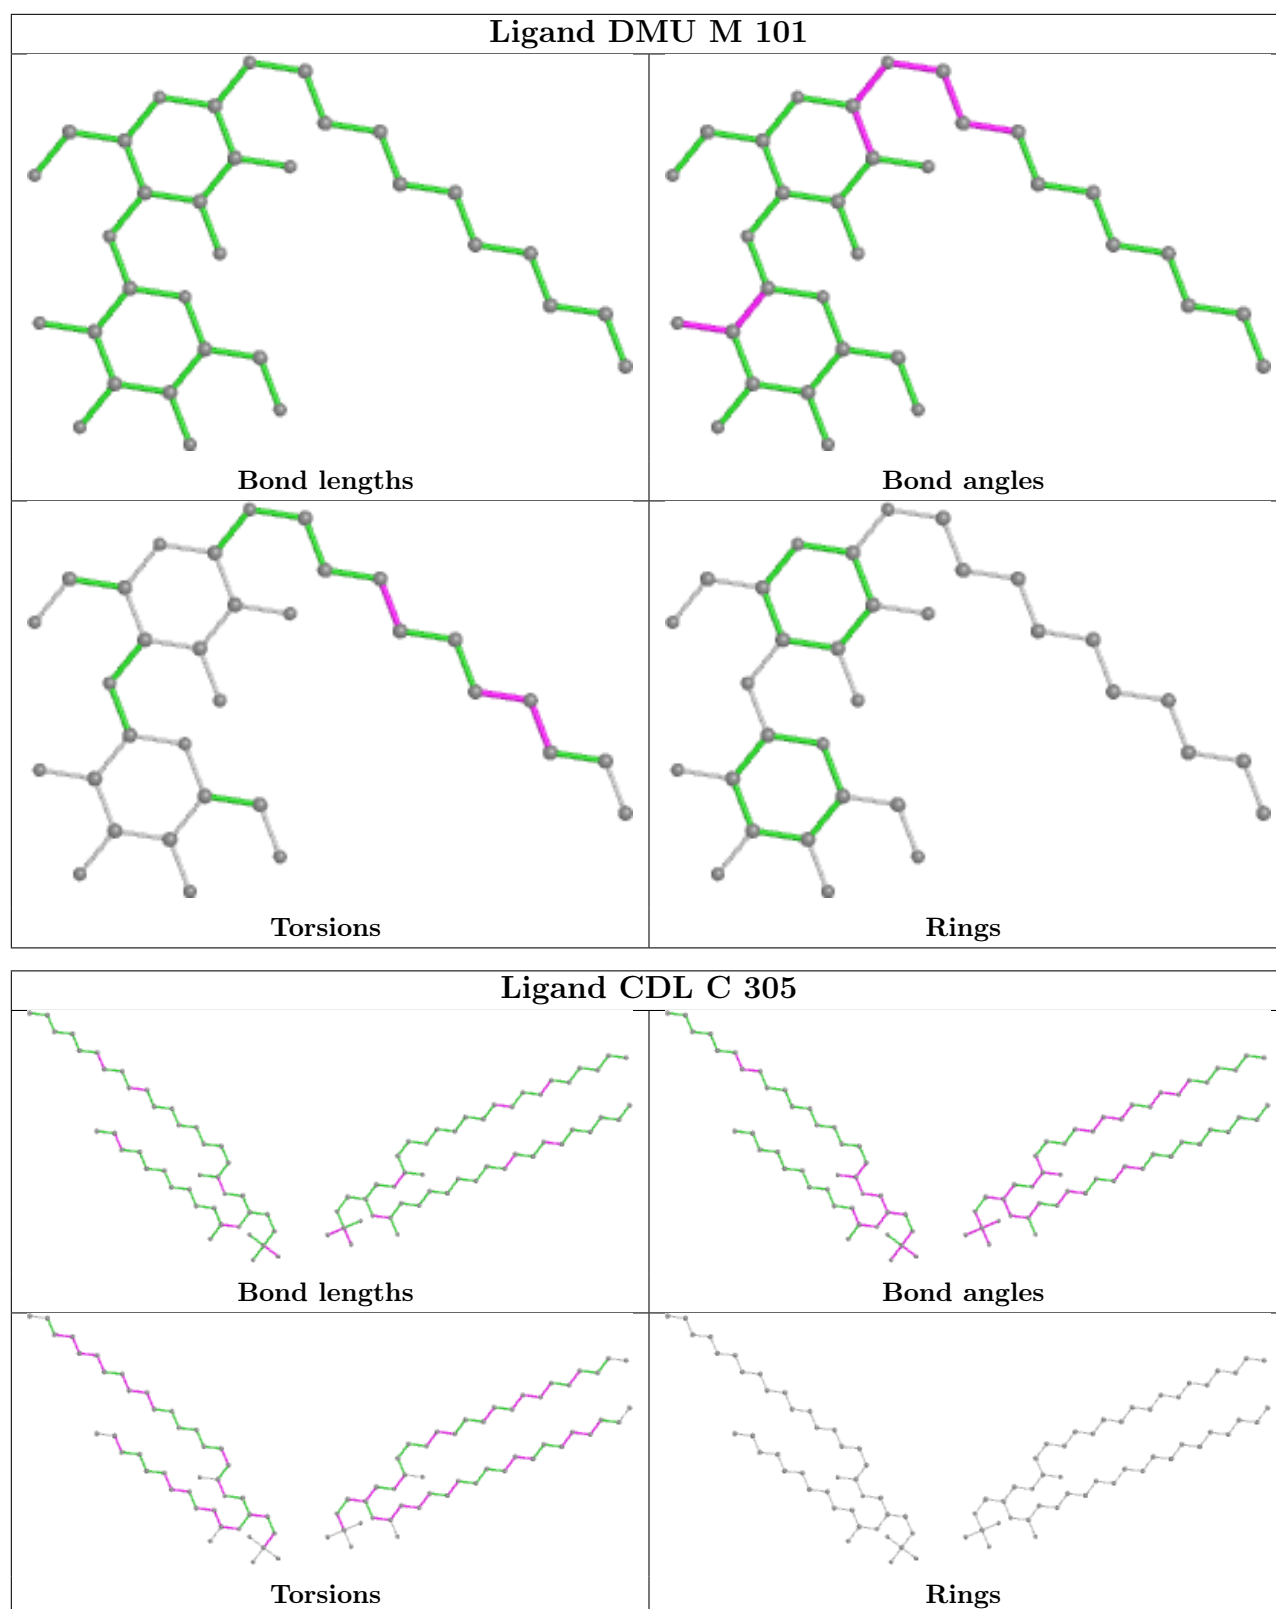 Ligand DMU M 101
Bond lengths
Bond angles
Torsions
Rings
Ligand CDL C 305
Bond lengths
Bond angles
Torsions
Rings